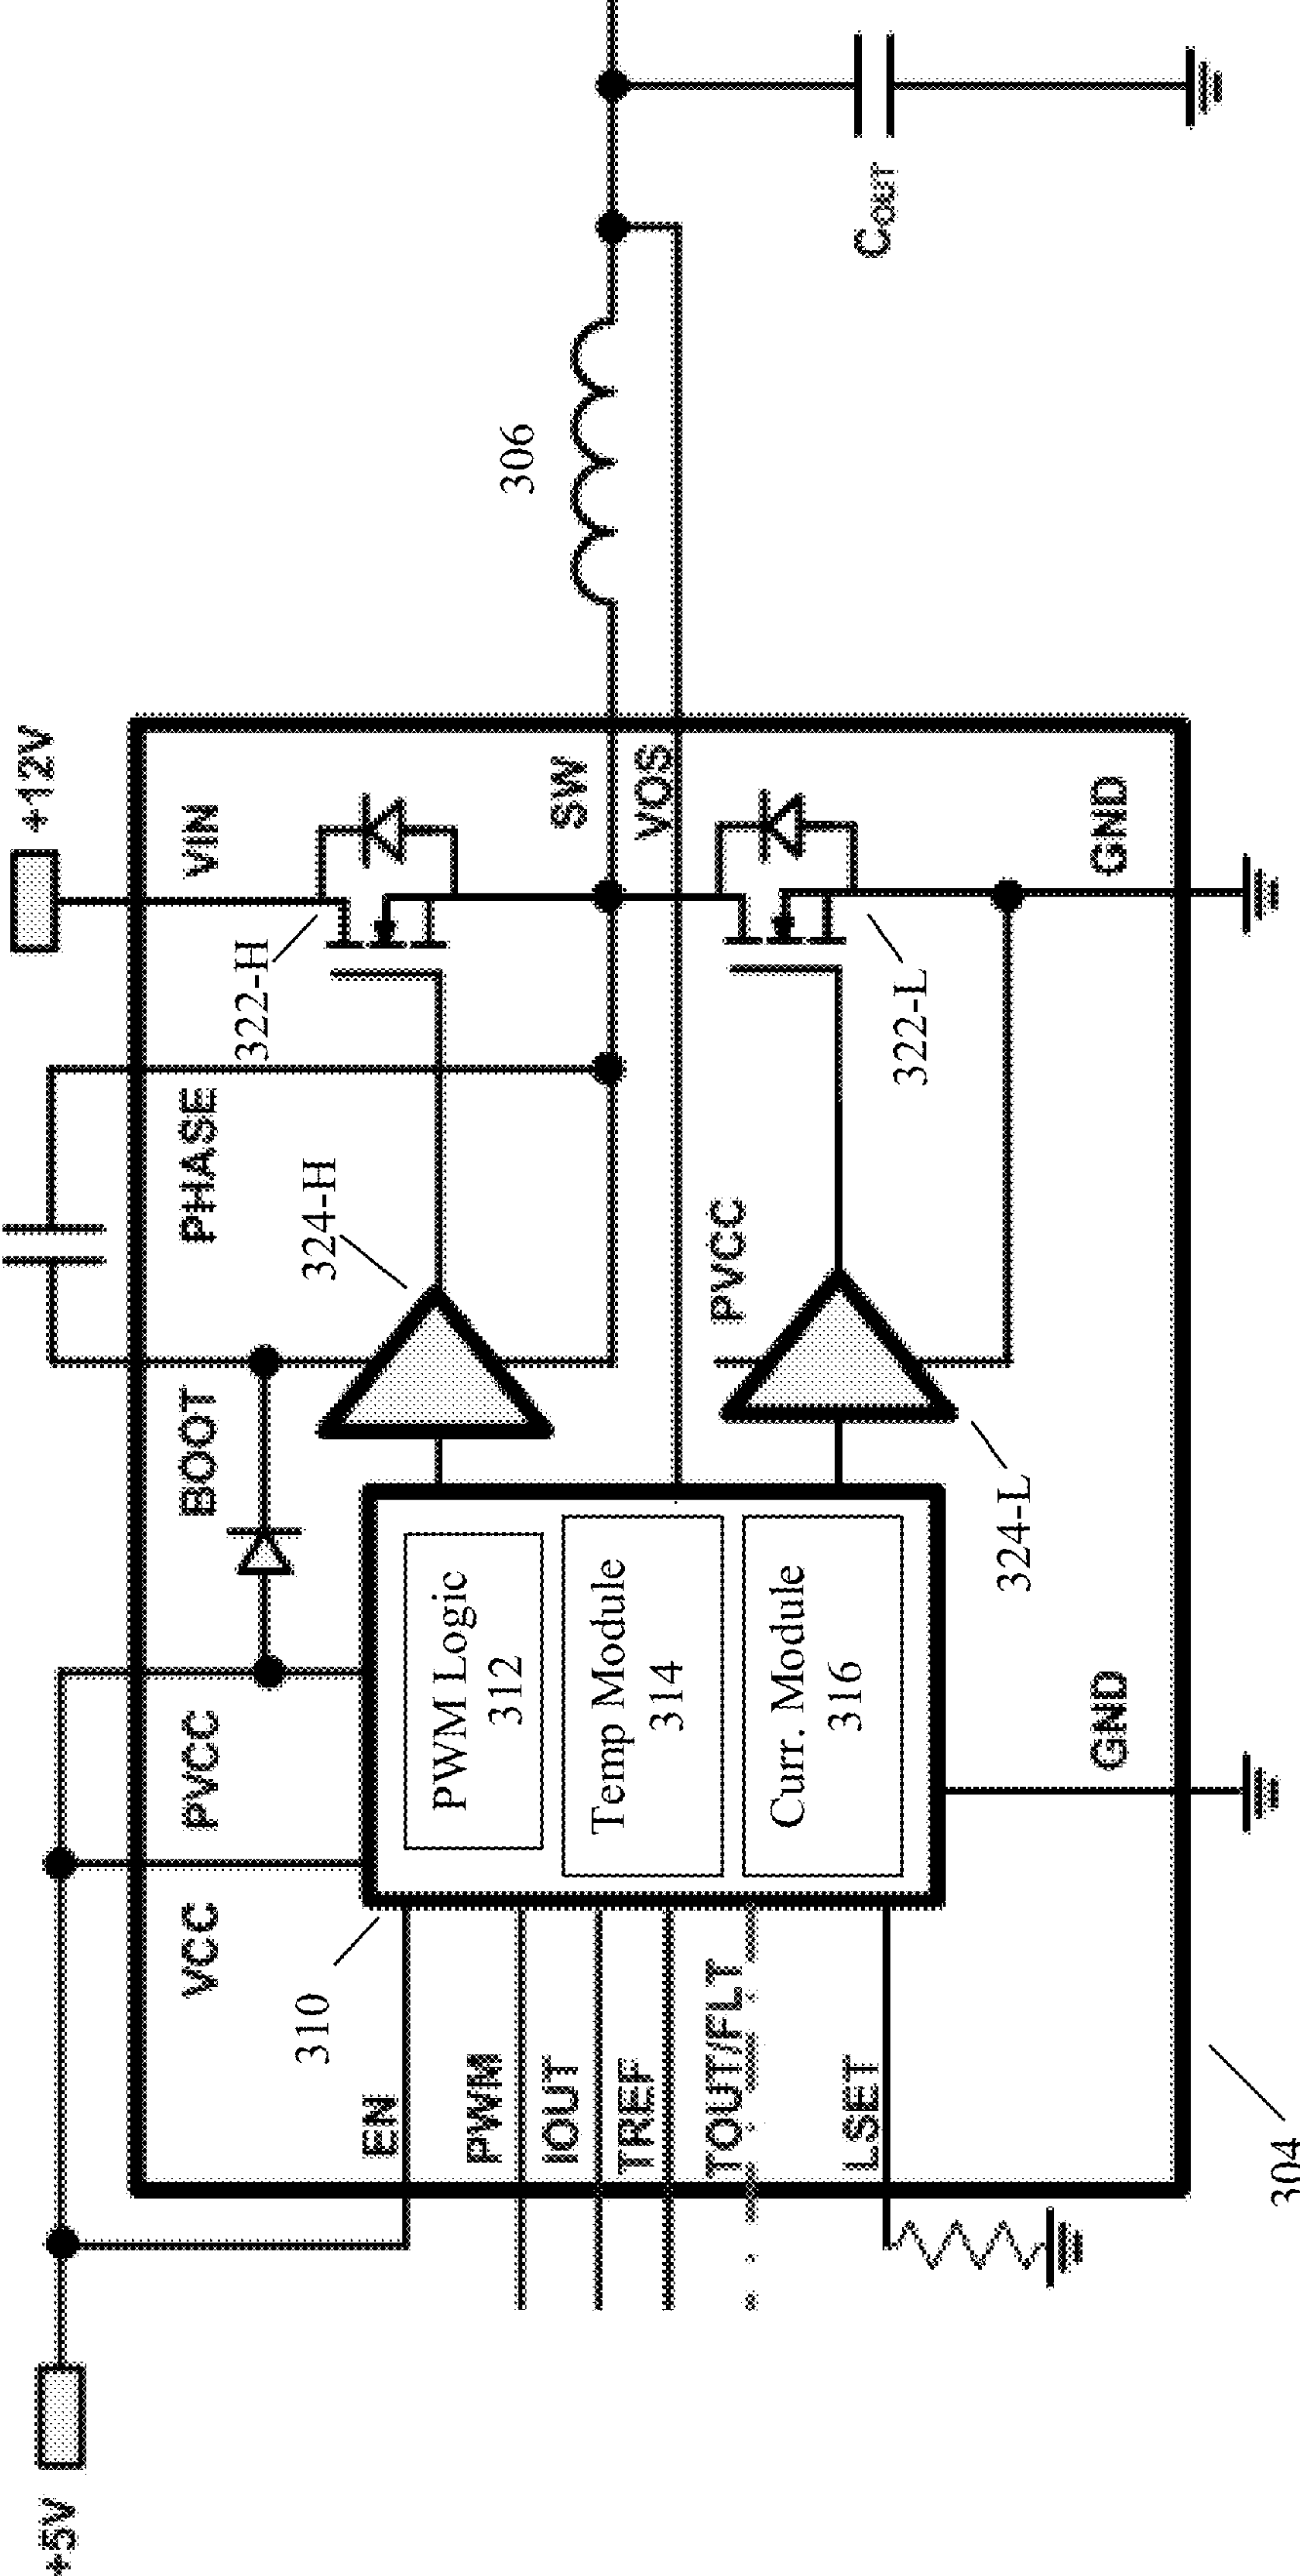 +5V
+12V
VCC
PVCC
BOOT
PHASE
VIN
310
324-H
322-H
EN
PWM
IOUT
TREF
TOUT/FLT
LSET
PWM Logic
312
Temp Module
314
Curr. Module
316
PVCC
SW
VOS
306
322-L
324-L
GND
GND
COUT
304